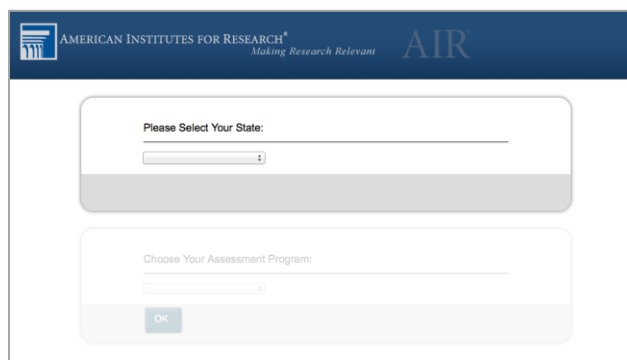 AMERICAN INSTITUTES FOR RESEARCH®
Making Research Relevant
AIR®
Please Select Your State:
Choose Your Assessment Program:
OK